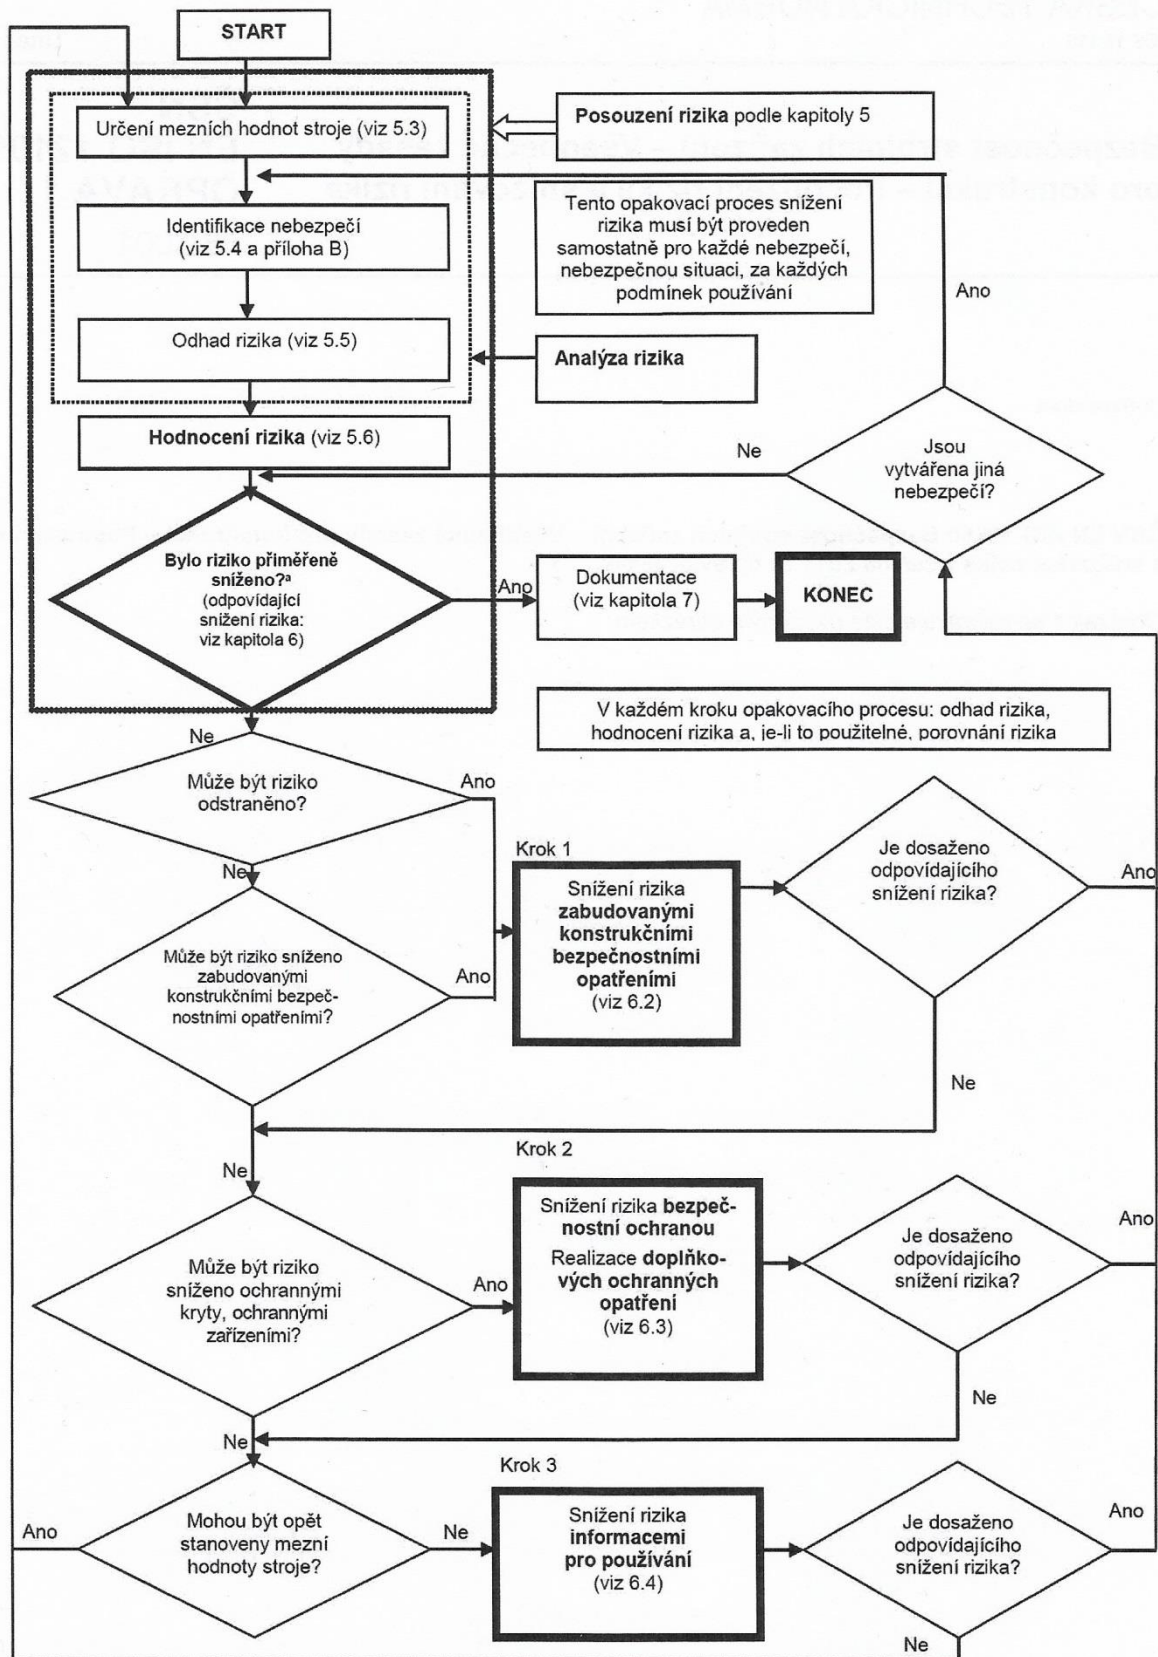 START
Určení mezních hodnot stroje (viz 5.3)
Posouzení rizika podle kapitoly 5
Identifikace nebezpečí
(viz 5.4 a příloha B)
Tento opakovací proces snížení
rizika musí být proveden
samostatně pro každé nebezpečí,
nebezpečnou situaci, za každých
podmínek používání
Ano
Odhad rizika (viz 5.5)
Analýza rizika
Hodnocení rizika (viz 5.6)
Ne
Jsou
vytvářena jiná
nebezpečí?
Bylo riziko přiměřeně
sníženo?ª
(odpovídající
snížení rizika:
viz kapitola 6)
Ano
Dokumentace
(viz kapitola 7)
KONEC
V každém kroku opakovacího procesu: odhad rizika,
hodnocení rizika a, je-li to použitelné, porovnání rizika
Ne
Může být riziko
odstraněno?
Ano
Krok 1
Snížení rizika
zabudovanými
konstrukčními
bezpečnostními
opatřeními
(viz 6.2)
Je dosaženo
odpovídajícího
snížení rizika?
Ano
Ne
Může být riziko sníženo
zabudovanými
konstrukčními bezpeč-
nostními opatřeními?
Ano
Ne
Krok 2
Ne
Snížení rizika bezpeč-
nostní ochranou
Realizace doplňko-
vých ochranných
opatření
(viz 6.3)
Může být riziko
sníženo ochrannými
kryty, ochrannými
zařízeními?
Ano
Je dosaženo
odpovídajícího
snížení rizika?
Ano
Ne
Ne
Krok 3
Ano
Mohou být opět
stanoveny mezní
hodnoty stroje?
Ne
Snížení rizika
informacemi
pro používání
(viz 6.4)
Je dosaženo
odpovídajícího
snížení rizika?
Ano
Ne